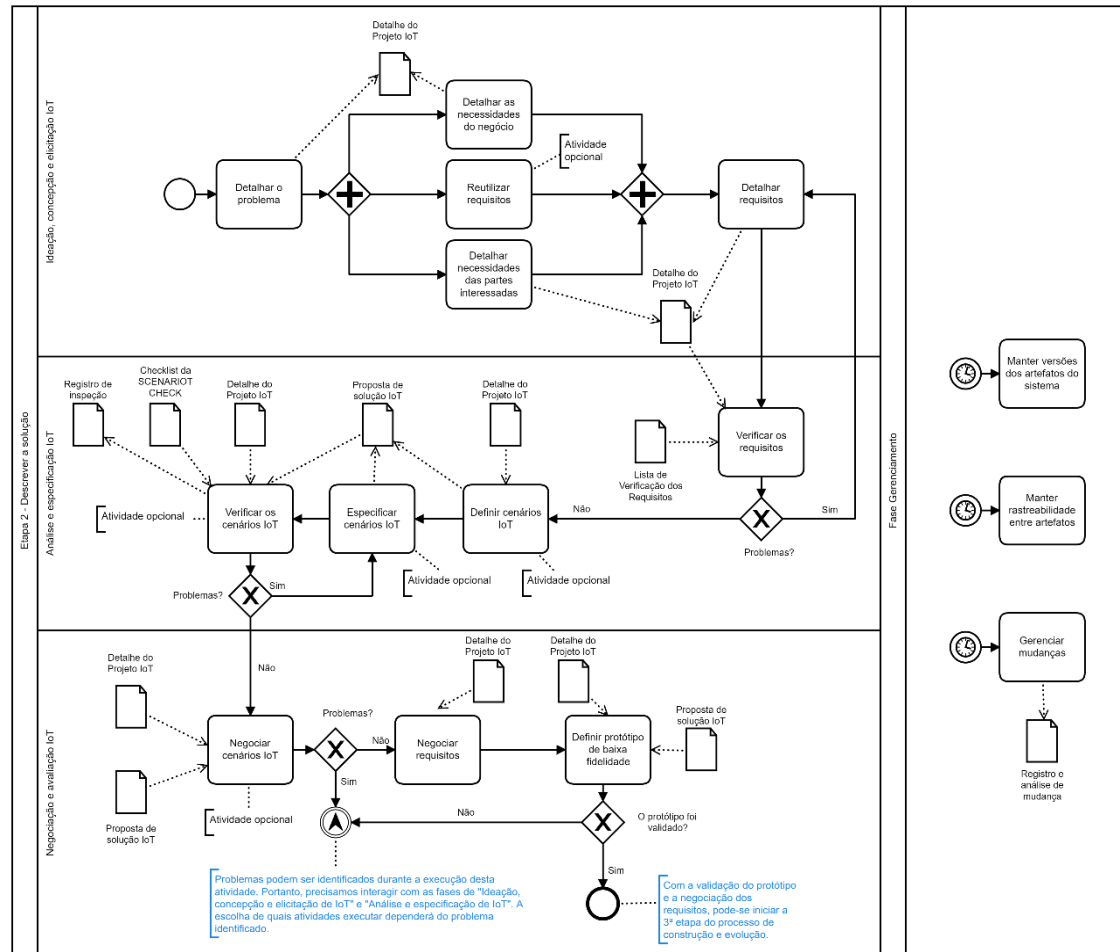 Etapa 2 - Descrever a solução
Ideação, concepção e elicitação IoT
Detalhe do
Projeto IoT
Detalhar as
necessidades
do negócio
Atividade
opcional
Detalhar o
problema
Reutilizar
requisitos
Detalhar
requisitos
Detalhar
necessidades
das partes
interessadas
Detalhe do
Projeto IoT
Análise e especificação IoT
Registro de
inspeção
Checklist da
SCENARIOT
CHECK
Detalhe do
Projeto IoT
Proposta de
solução IoT
Detalhe do
Projeto IoT
Verificar os
requisitos
Lista de
Verificação dos
Requisitos
Atividade opcional
Verificar os
cenários IoT
Especificar
cenários IoT
Definir cenários
IoT
Não
Sim
Problemas?
Atividade opcional
Atividade opcional
Problemas?
Sim
Não
Negociação e avaliação IoT
Detalhe do
Projeto IoT
Proposta de
solução IoT
Negociar
cenários IoT
Atividade opcional
Problemas?
Não
Sim
Detalhe do
Projeto IoT
Negociar
requisitos
Detalhe do
Projeto IoT
Definir protótipo
de baixa
fidelidade
Proposta de
solução IoT
Não
O protótipo foi
validado?
Sim
Problemas podem ser identificados durante a execução desta
atividade. Portanto, precisamos interagir com as fases de "Ideação,
concepção e elicitação de IoT" e "Análise e especificação de IoT". A
escolha de quais atividades executar dependerá do problema
identificado.
Com a validação do protótipo
e a negociação dos
requisitos, pode-se iniciar a
3ª etapa do processo de
construção e evolução.
Fase Gerenciamento
Manter versões
dos artefatos do
sistema
Manter
rastreabilidade
entre artefatos
Gerenciar
mudanças
Registro e
análise de
mudança